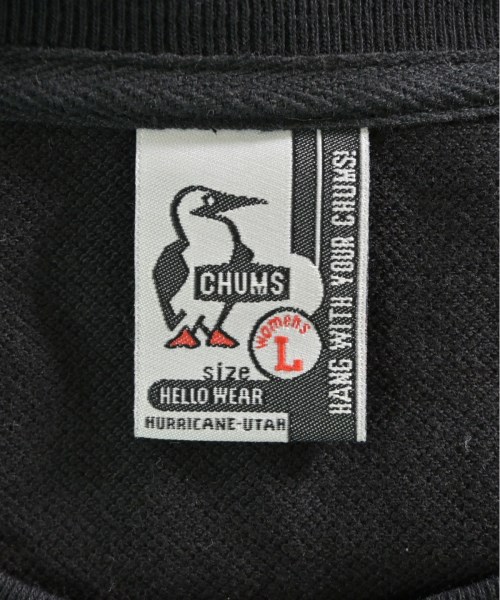 CHUMS
womens
L
size
HELLO WEAR
HURRICANE-UTAH
HANG WITH YOUR CHUMS!